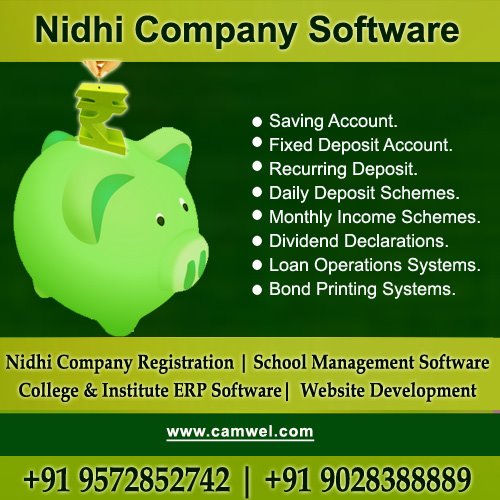 Nidhi Company Software
Saving Account.
Fixed Deposit Account.
Recurring Deposit.
Daily Deposit Schemes.
Monthly Income Schemes.
Dividend Declarations.
Loan Operations Systems.
Bond Printing Systems.
Nidhi Company Registration | School Management Software
College & Institute ERP Software| Website Development
www.camwel.com
+91 9572852742 | +91 9028388889